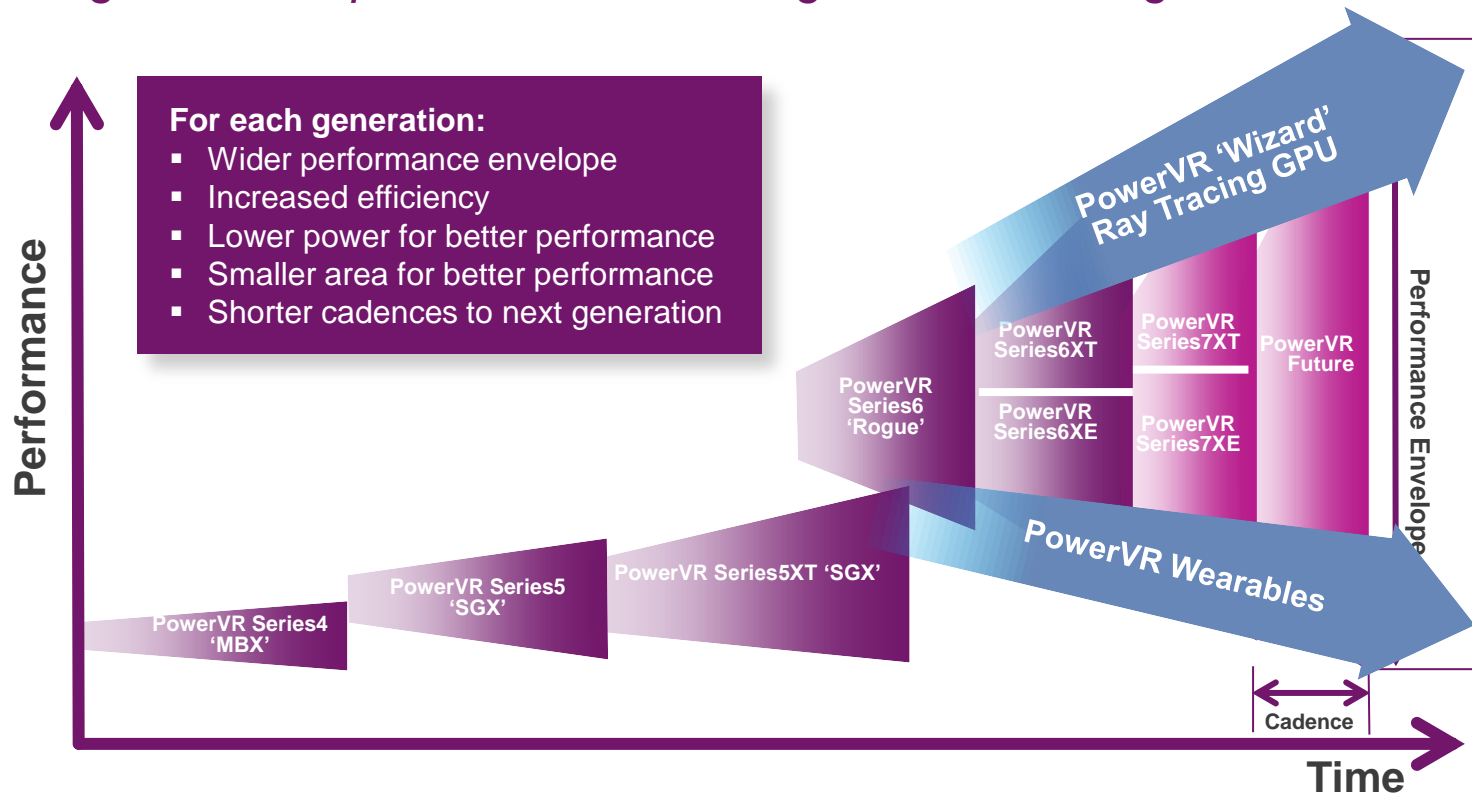 For each generation:
▪ Wider performance envelope
▪ Increased efficiency
▪ Lower power for better performance
▪ Smaller area for better performance
▪ Shorter cadences to next generation
Performance
PowerVR Series4
‘MBX’
PowerVR Series5
‘SGX’
PowerVR Series5XT ‘SGX’
PowerVR
Series6
‘Rogue’
PowerVR
Series6XT
PowerVR
Series6XE
PowerVR
Series7XT
PowerVR
Series7XE
PowerVR
Future
PowerVR ‘Wizard’
Ray Tracing GPU
PowerVR Wearables
Performance Envelope
Cadence
Time